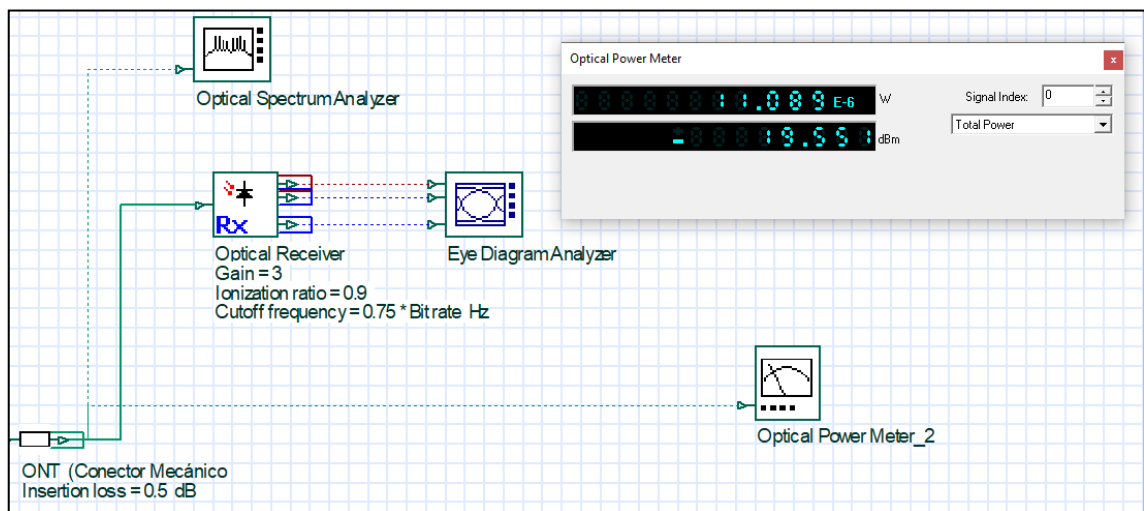 Optical Spectrum Analyzer
Optical Power Meter
x
11.089 E-6 W
Signal Index: 0
- 19.551 dBm
Total Power
Rx
Optical Receiver
Gain = 3
Ionization ratio = 0.9
Cutoff frequency = 0.75 * Bit rate Hz
Eye Diagram Analyzer
Optical Power Meter_2
ONT (Conector Mecánico
Insertion loss = 0.5 dB